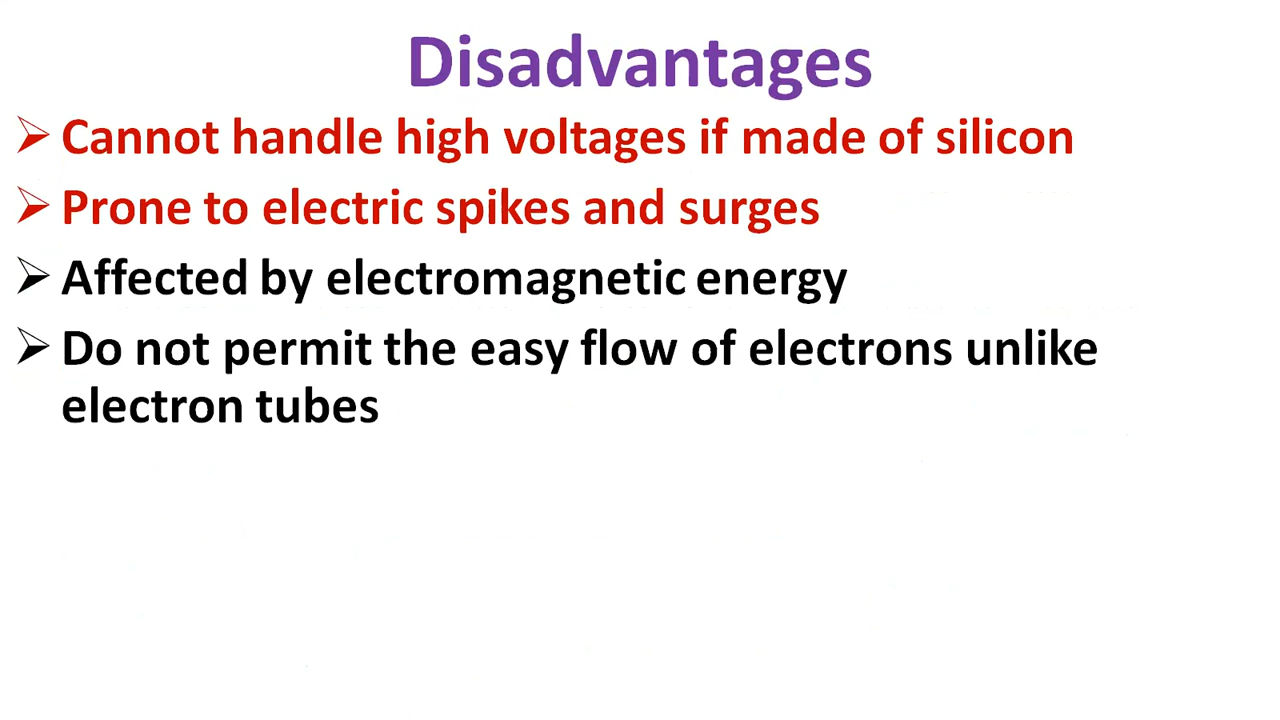 Disadvantages
➢ Cannot handle high voltages if made of silicon
➢ Prone to electric spikes and surges
➢ Affected by electromagnetic energy
➢ Do not permit the easy flow of electrons unlike
electron tubes